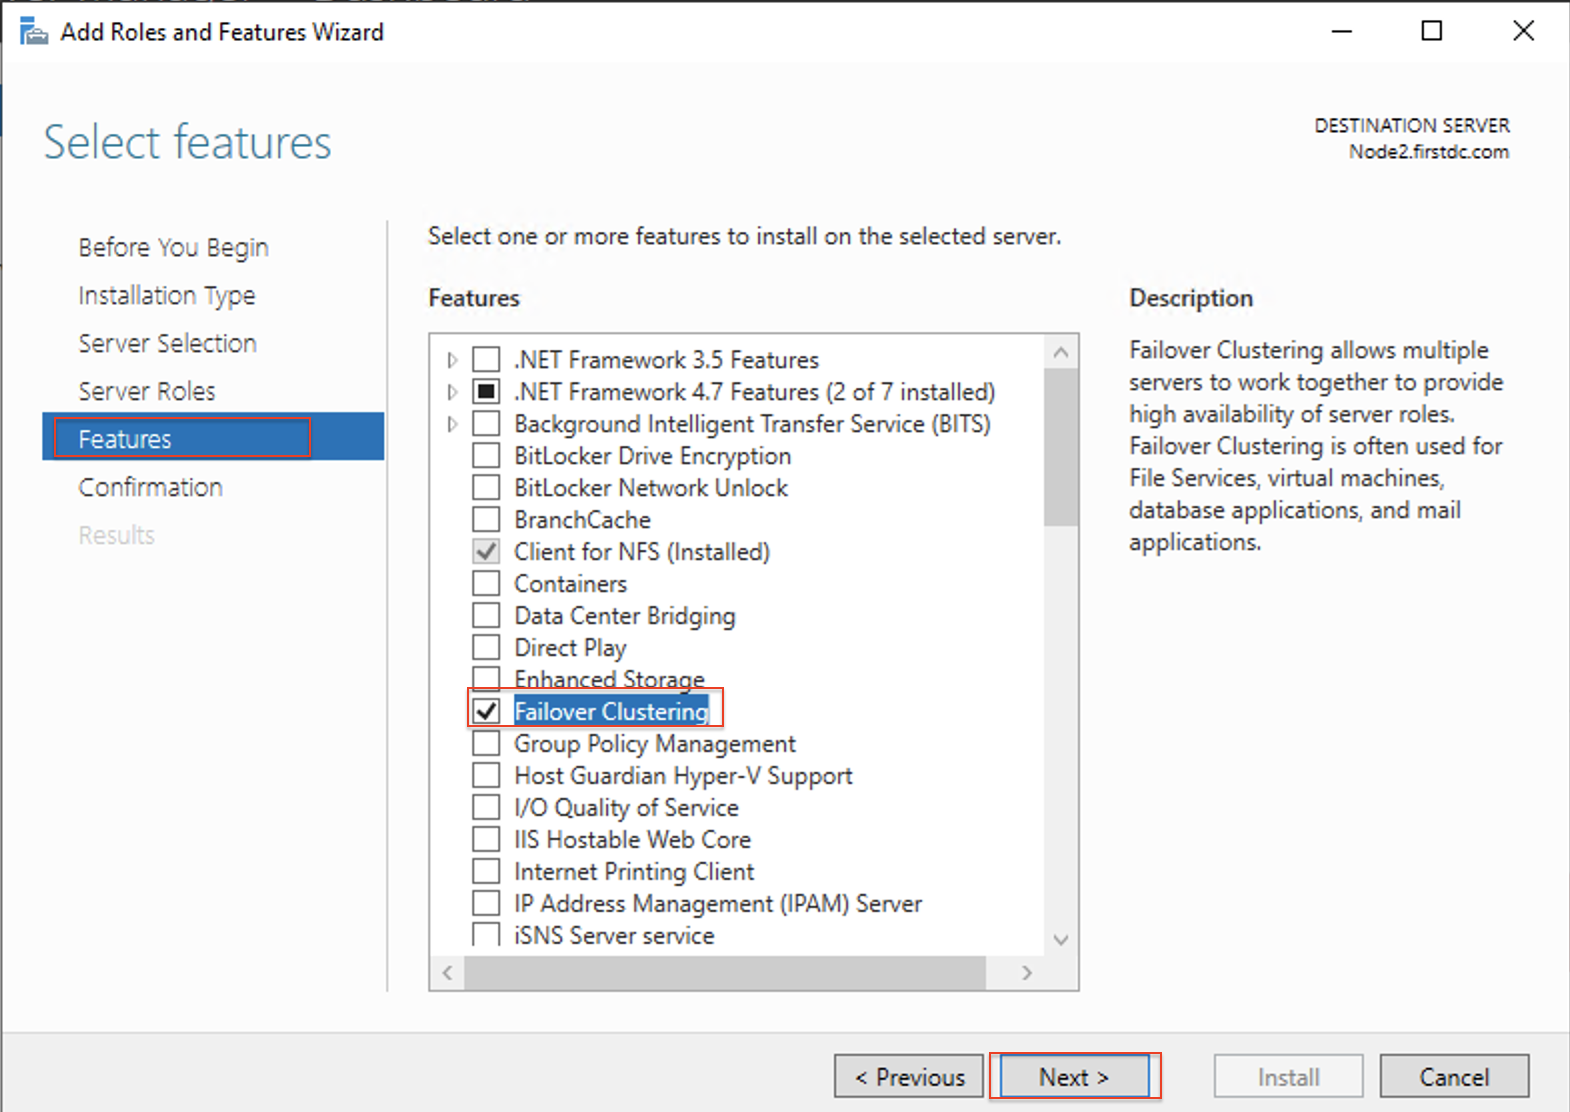 Add Roles and Features Wizard
Select features
DESTINATION SERVER
Node2.firstdc.com
Before You Begin
Installation Type
Server Selection
Server Roles
Features
Confirmation
Results
Select one or more features to install on the selected server.
Features
.NET Framework 3.5 Features
.NET Framework 4.7 Features (2 of 7 installed)
Background Intelligent Transfer Service (BITS)
BitLocker Drive Encryption
BitLocker Network Unlock
BranchCache
Client for NFS (Installed)
Containers
Data Center Bridging
Direct Play
Enhanced Storage
Failover Clustering
Group Policy Management
Host Guardian Hyper-V Support
I/O Quality of Service
IIS Hostable Web Core
Internet Printing Client
IP Address Management (IPAM) Server
iSNS Server service
Description
Failover Clustering allows multiple
servers to work together to provide
high availability of server roles.
Failover Clustering is often used for
File Services, virtual machines,
database applications, and mail
applications.
< Previous
Next >
Install
Cancel